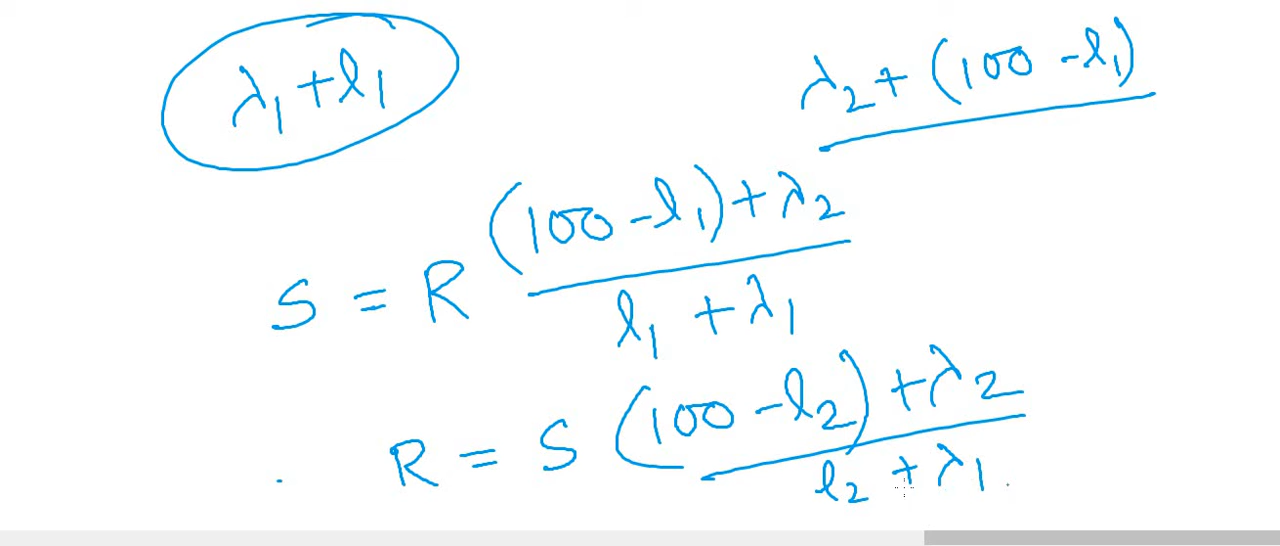 λ₁ + l₁
λ₂ + (100 - l₁)
S = R ((100 - l₁) + λ₂) / (l₁ + λ₁)
R = S ((100 - l₂) + λ₂) / (l₂ + λ₁)